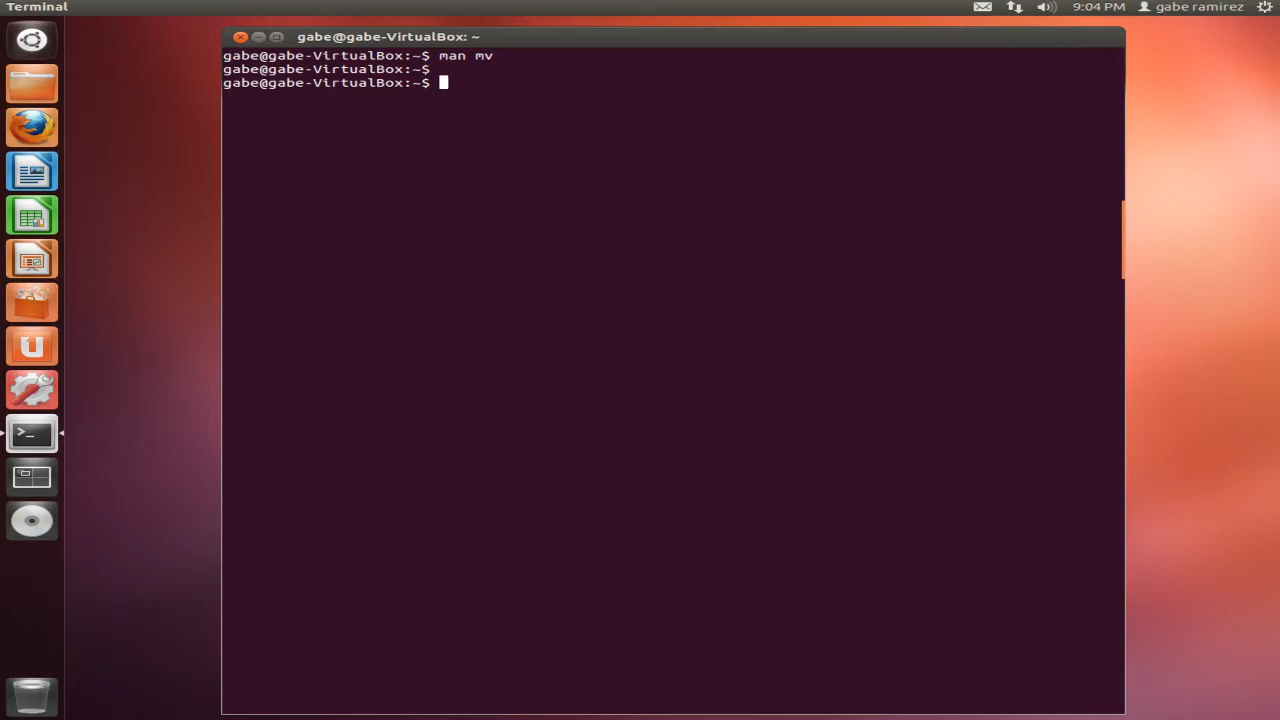 Terminal
9:04 PM gabe ramirez
gabe@gabe-VirtualBox: ~
gabe@gabe-VirtualBox:~$ man mv
gabe@gabe-VirtualBox:~$
gabe@gabe-VirtualBox:~$
>_